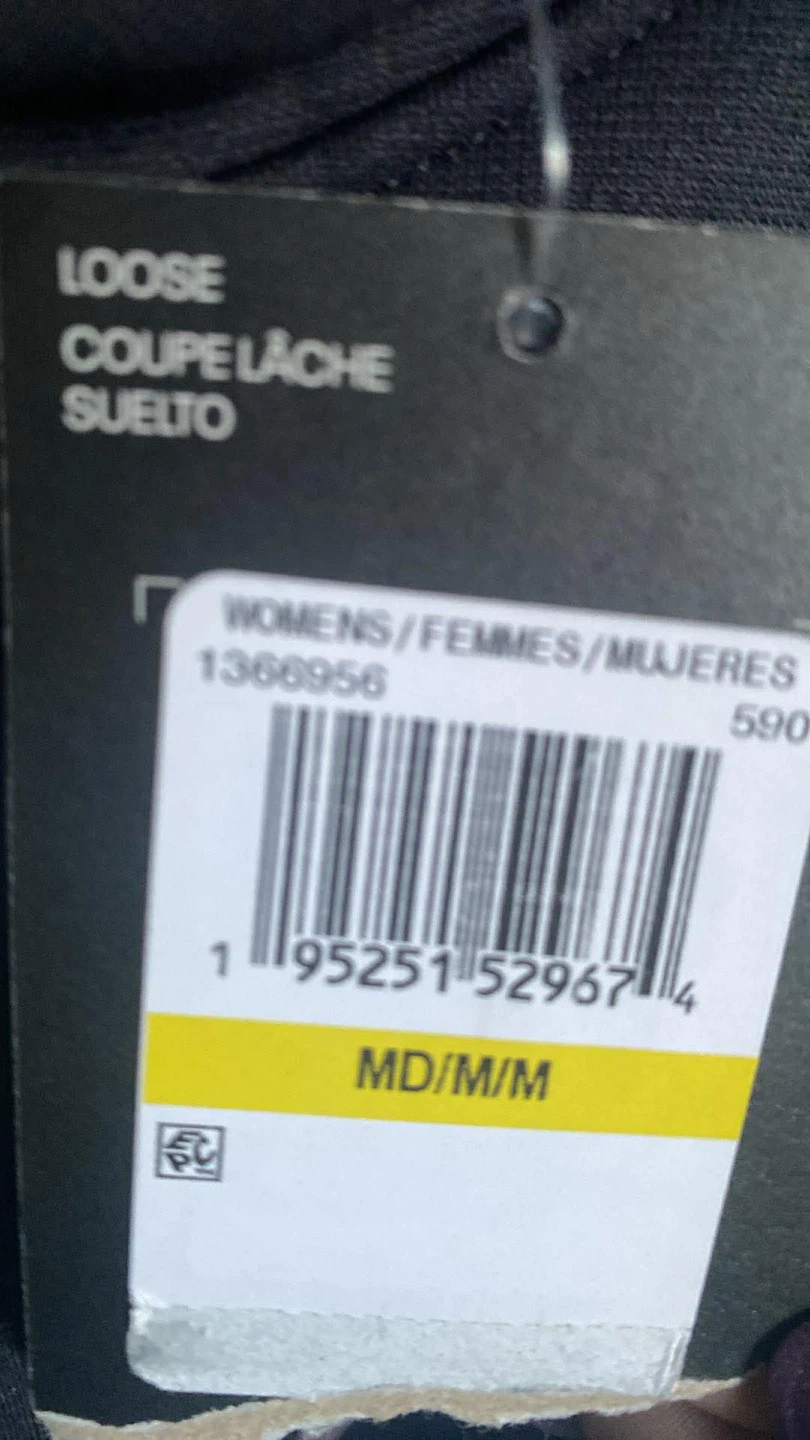 LOOSE
COUPE LÂCHE
SUELTO
WOMENS/FEMMES/MUJERES
1366956
590
1 95251 52967 4
MD/M/M